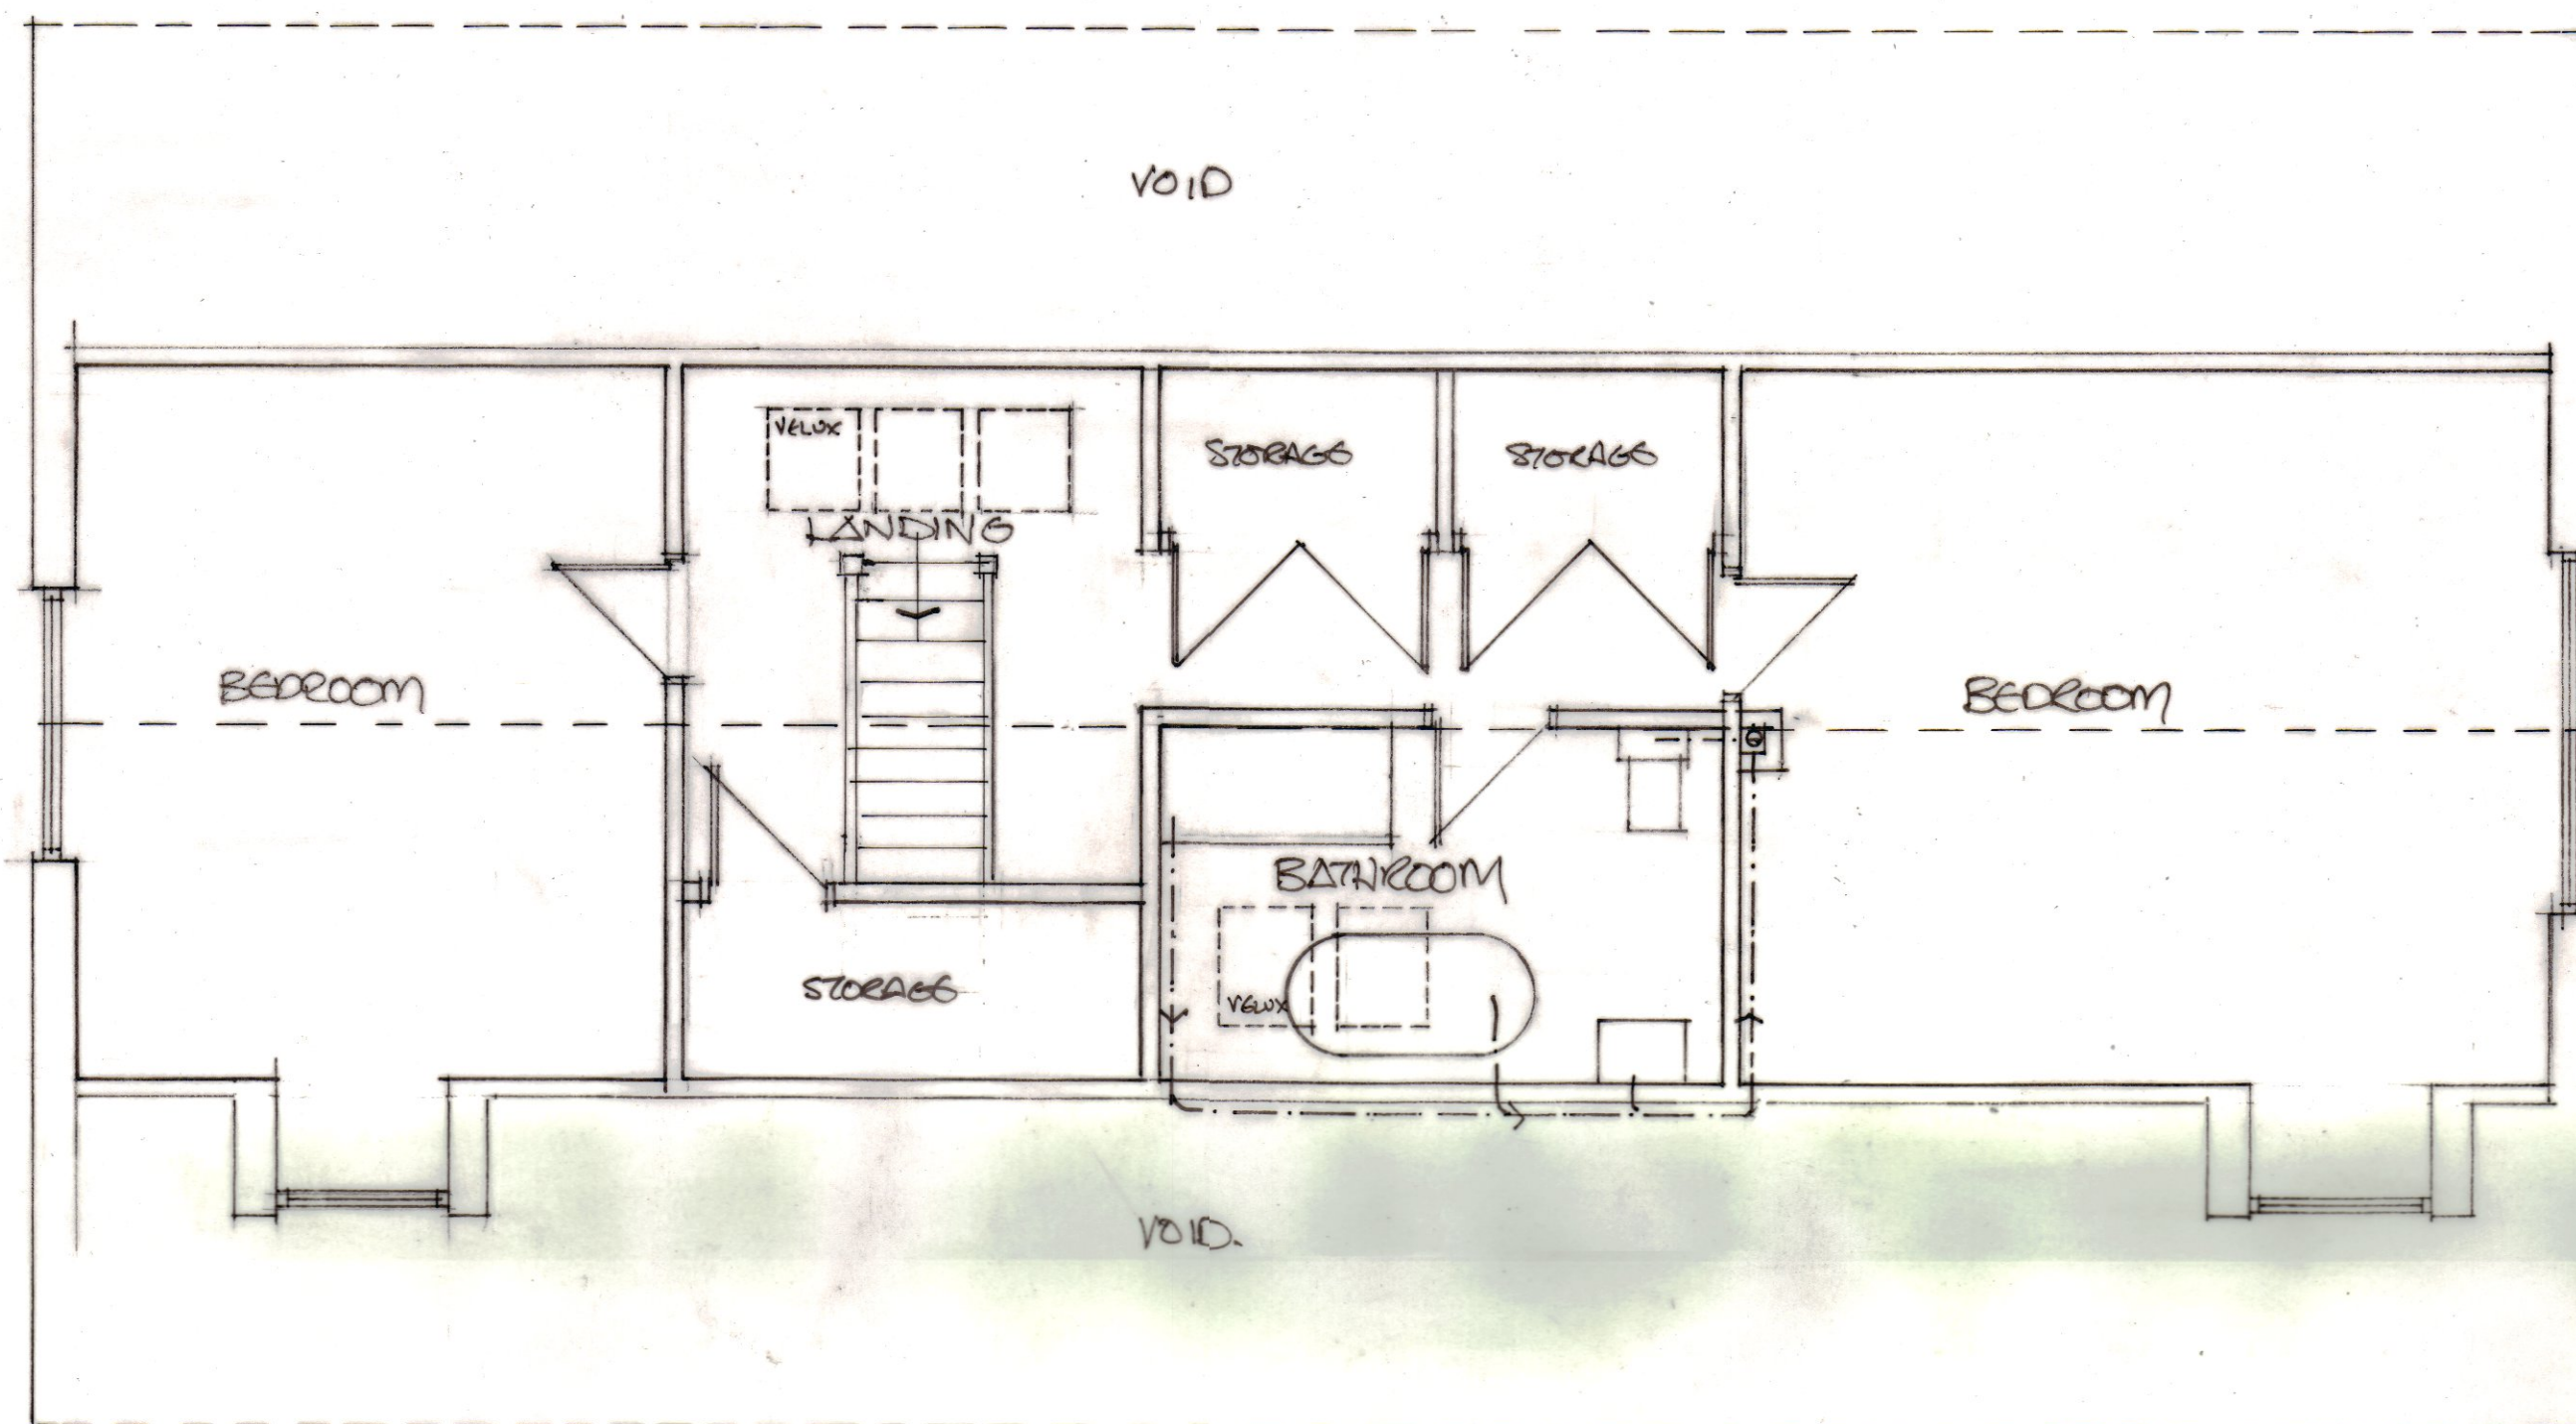 VOID
VELUX
STORAGE
STORAGE
LANDING
BEDROOM
BEDROOM
BATHROOM
STORAGE
VELUX
VOID.